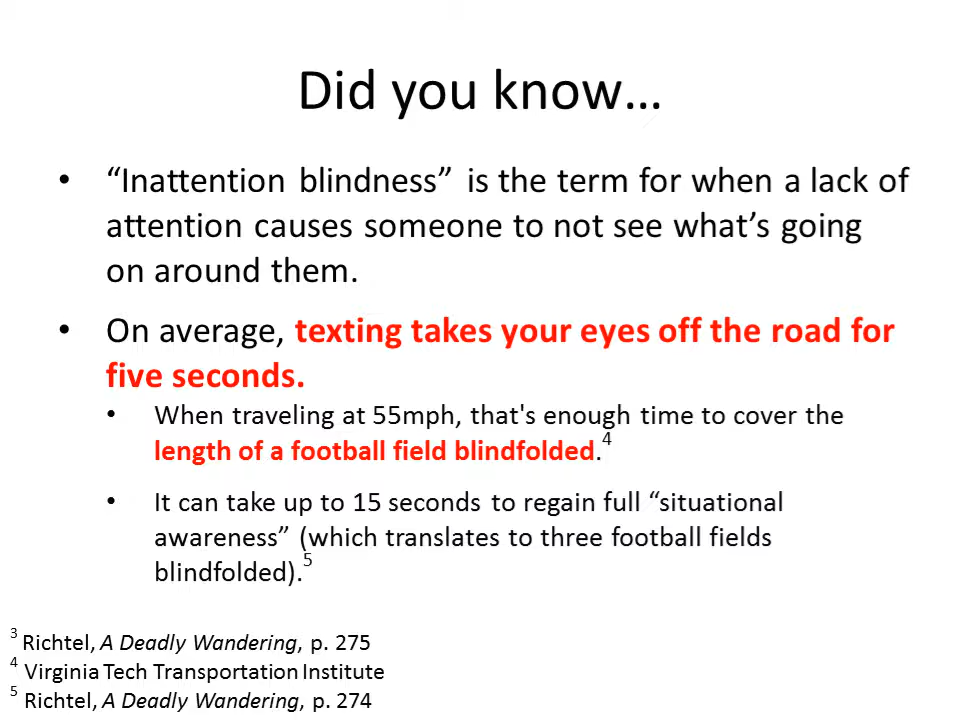 Did you know…
• “Inattention blindness” is the term for when a lack of
attention causes someone to not see what’s going
on around them.
• On average, texting takes your eyes off the road for
five seconds.
• When traveling at 55mph, that's enough time to cover the
length of a football field blindfolded.4
• It can take up to 15 seconds to regain full “situational
awareness” (which translates to three football fields
blindfolded).5
3 Richtel, A Deadly Wandering, p. 275
4 Virginia Tech Transportation Institute
5 Richtel, A Deadly Wandering, p. 274